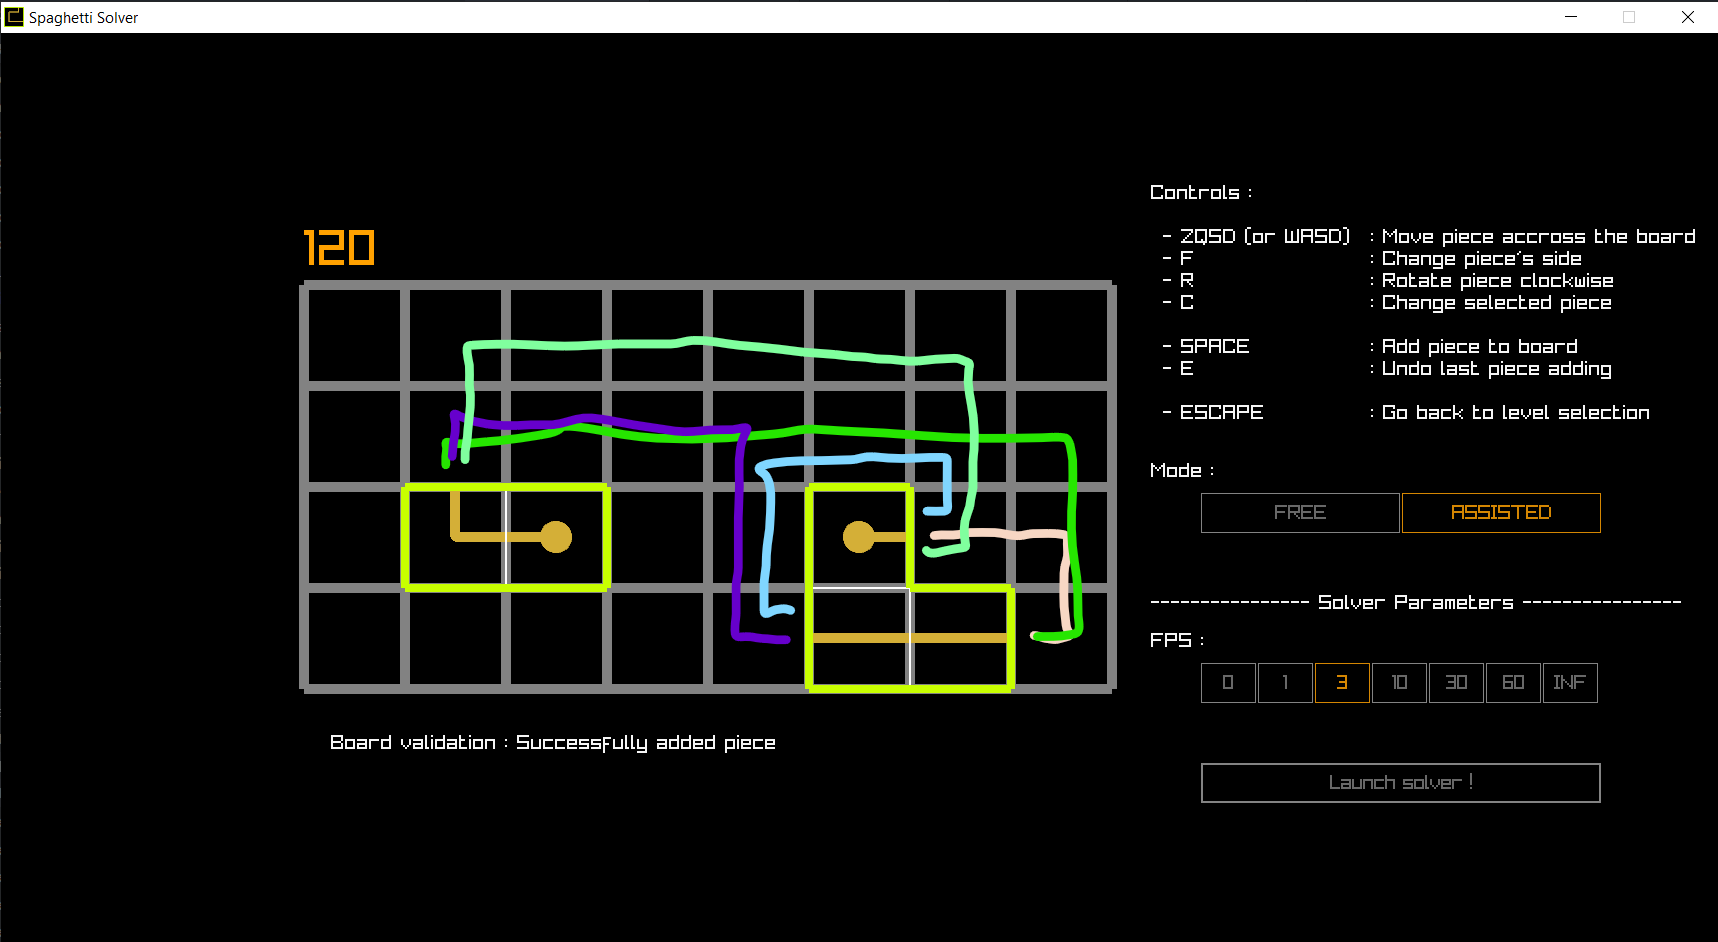 Spaghetti Solver
120
Board validation : Successfully added piece
Controls :
- ZQSD (or WASD) : Move piece accross the board
- F : Change piece's side
- R : Rotate piece clockwise
- C : Change selected piece
- SPACE : Add piece to board
- E : Undo last piece adding
- ESCAPE : Go back to level selection
Mode :
FREE ASSISTED
---------------- Solver Parameters ----------------
FPS :
0 1 3 10 30 60 INF
Launch solver !